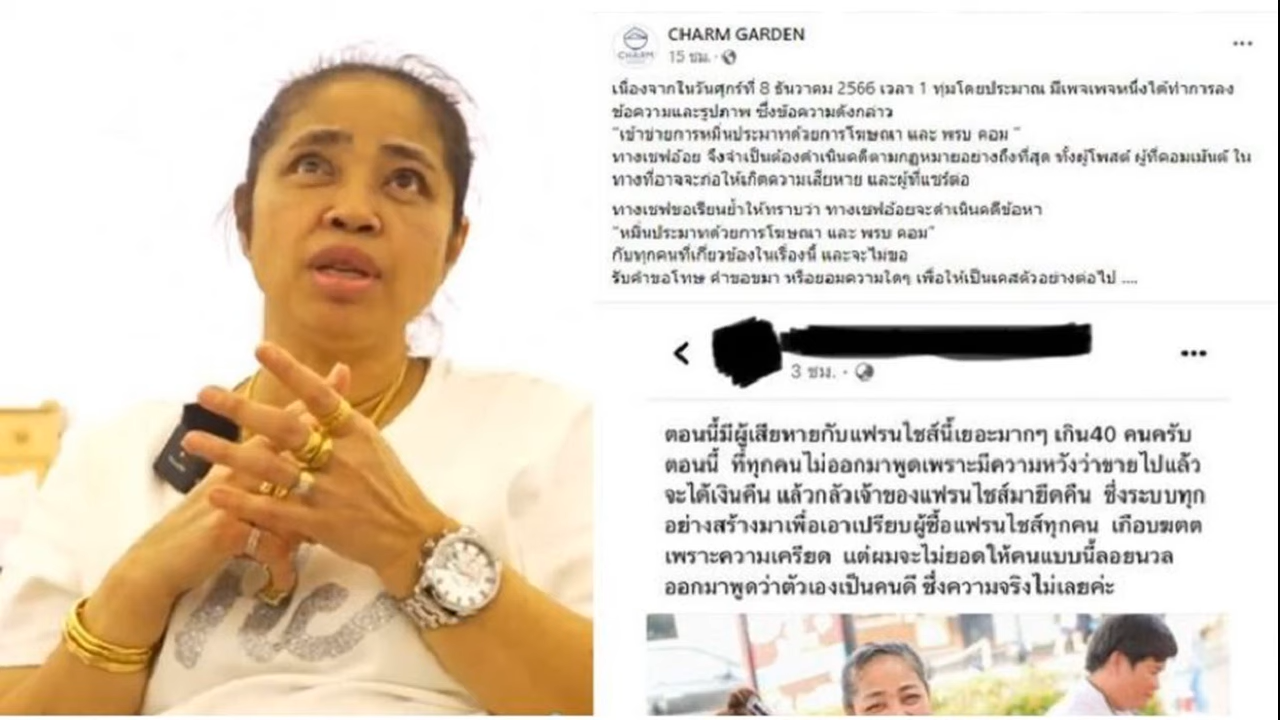 CHARM GARDEN
15 ชม. ·
CHARM
เนื่องจากในวันศุกร์ที่ 8 ธันวาคม 2566 เวลา 1 ทุ่มโดยประมาณ มีเพจเพจหนึ่งได้ทำการลง
ข้อความและรูปภาพ ซึ่งข้อความดังกล่าว
"เข้าข่ายการหมิ่นประมาทด้วยการโฆษณา และ พรบ คอม "
ทางเชฟอ้อย จึงจำเป็นต้องดำเนินคดีตามกฏหมายอย่างถึงที่สุด ทั้งผู้โพสต์ ผู้ที่คอมเม้นต์ ใน
ทางที่อาจจะก่อให้เกิดความเสียหาย และผู้ที่แชร์ต่อ
ทางเชฟขอเรียนย้ำให้ทราบว่า ทางเชฟอ้อยจะดำเนินคดีข้อหา
"หมิ่นประมาทด้วยการโฆษณา และ พรบ คอม"
กับทุกคนที่เกี่ยวข้องในเรื่องนี้ และจะไม่ขอ
รับคำขอโทษ คำขอขมา หรือยอมความใดๆ เพื่อให้เป็นเคสตัวอย่างต่อไป ....
3 ชม. ·
ตอนนี้มีผู้เสียหายกับแฟรนไชส์นี้เยอะมากๆ เกิน40 คนครับ
ตอนนี้ ที่ทุกคนไม่ออกมาพูดเพราะมีความหวังว่าขายไปแล้ว
จะได้เงินคืน แล้วกลัวเจ้าของแฟรนไชส์มายึดคืน ซึ่งระบบทุก
อย่างสร้างมาเพื่อเอาเปรียบผู้ซื้อแฟรนไชส์ทุกคน เกือบฆตต
เพราะความเครียด แต่ผมจะไม่ยอดให้คนแบบนี้ลอยนวล
ออกมาพูดว่าตัวเองเป็นคนดี ซึ่งความจริงไม่เลยค่ะ